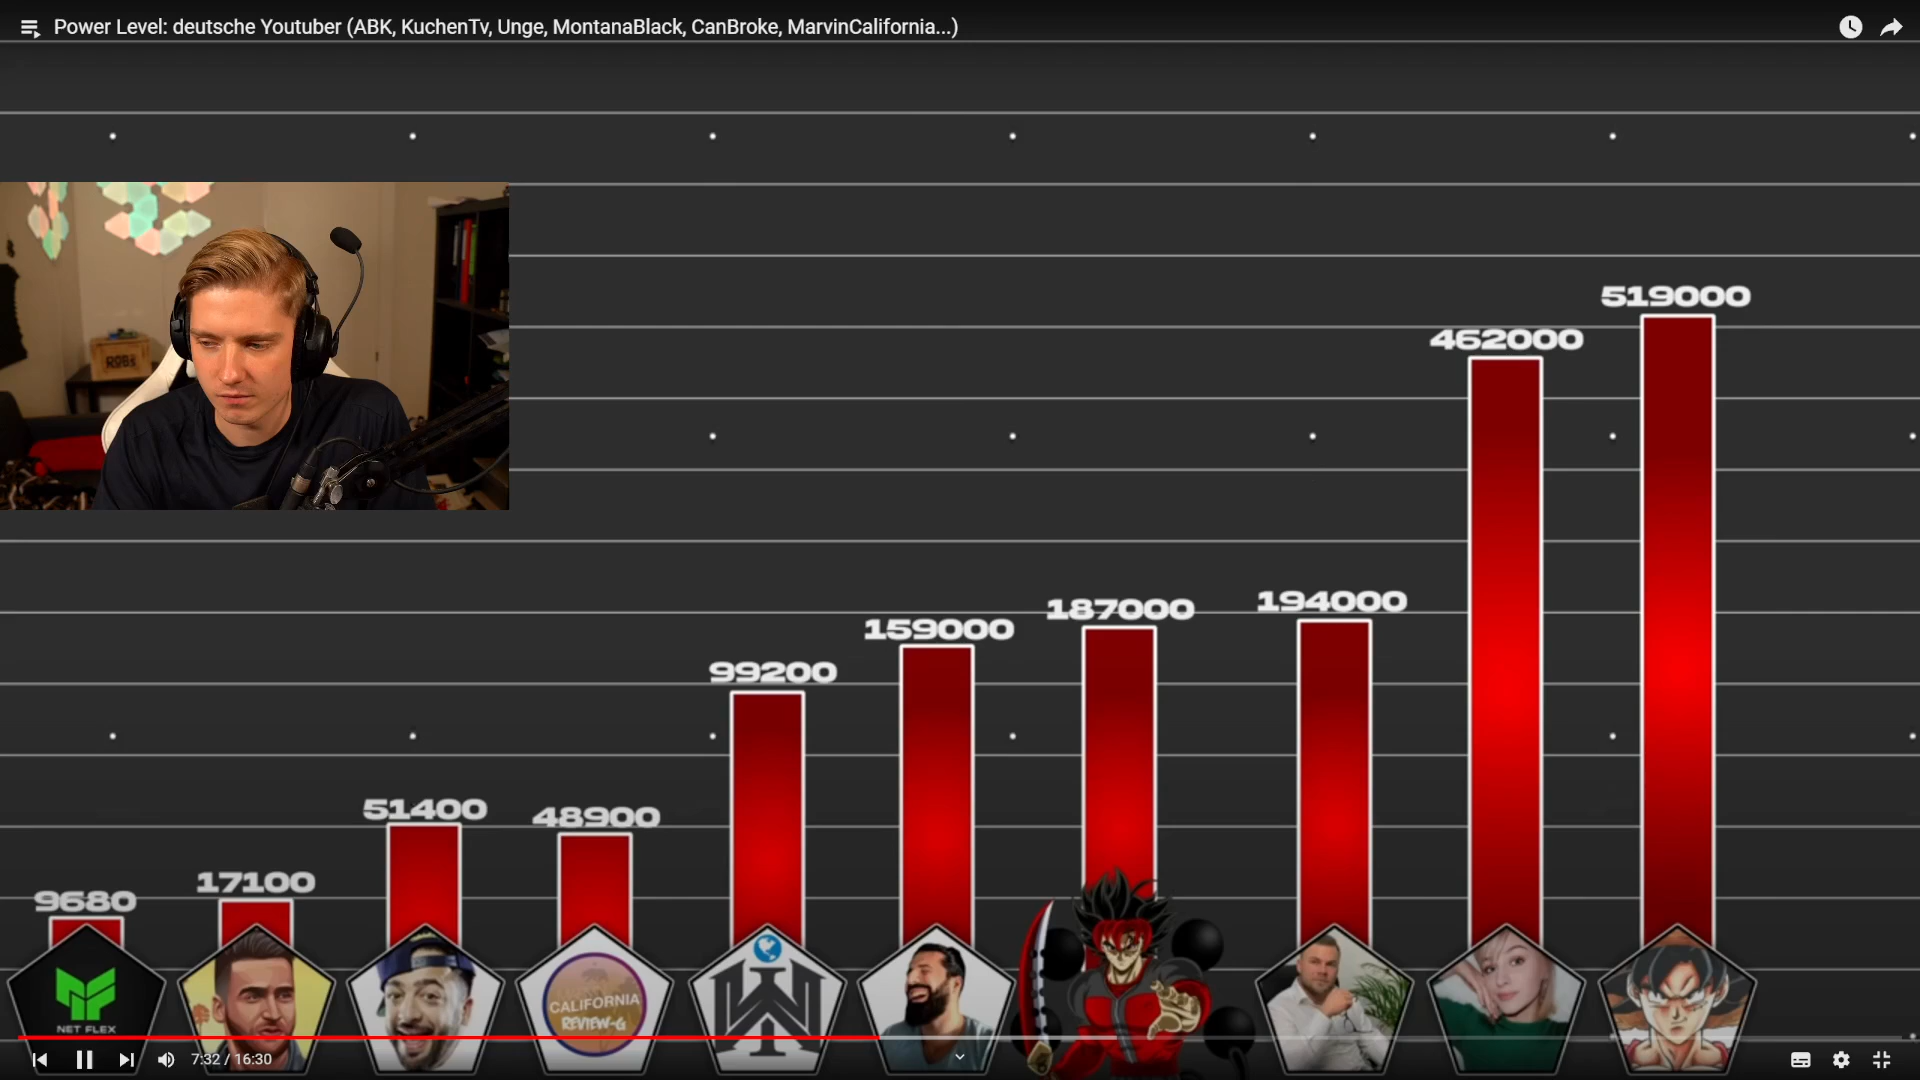 Power Level: deutsche Youtuber (ABK, KuchenTv, Unge, MontanaBlack, CanBroke, MarvinCalifornia...)
519000
462000
ROBs
187000
194000
159000
99200
51400
48900
17100
9680
CALIFORNIA
REVIEW-G
NET FLEX
7:32 / 16:30